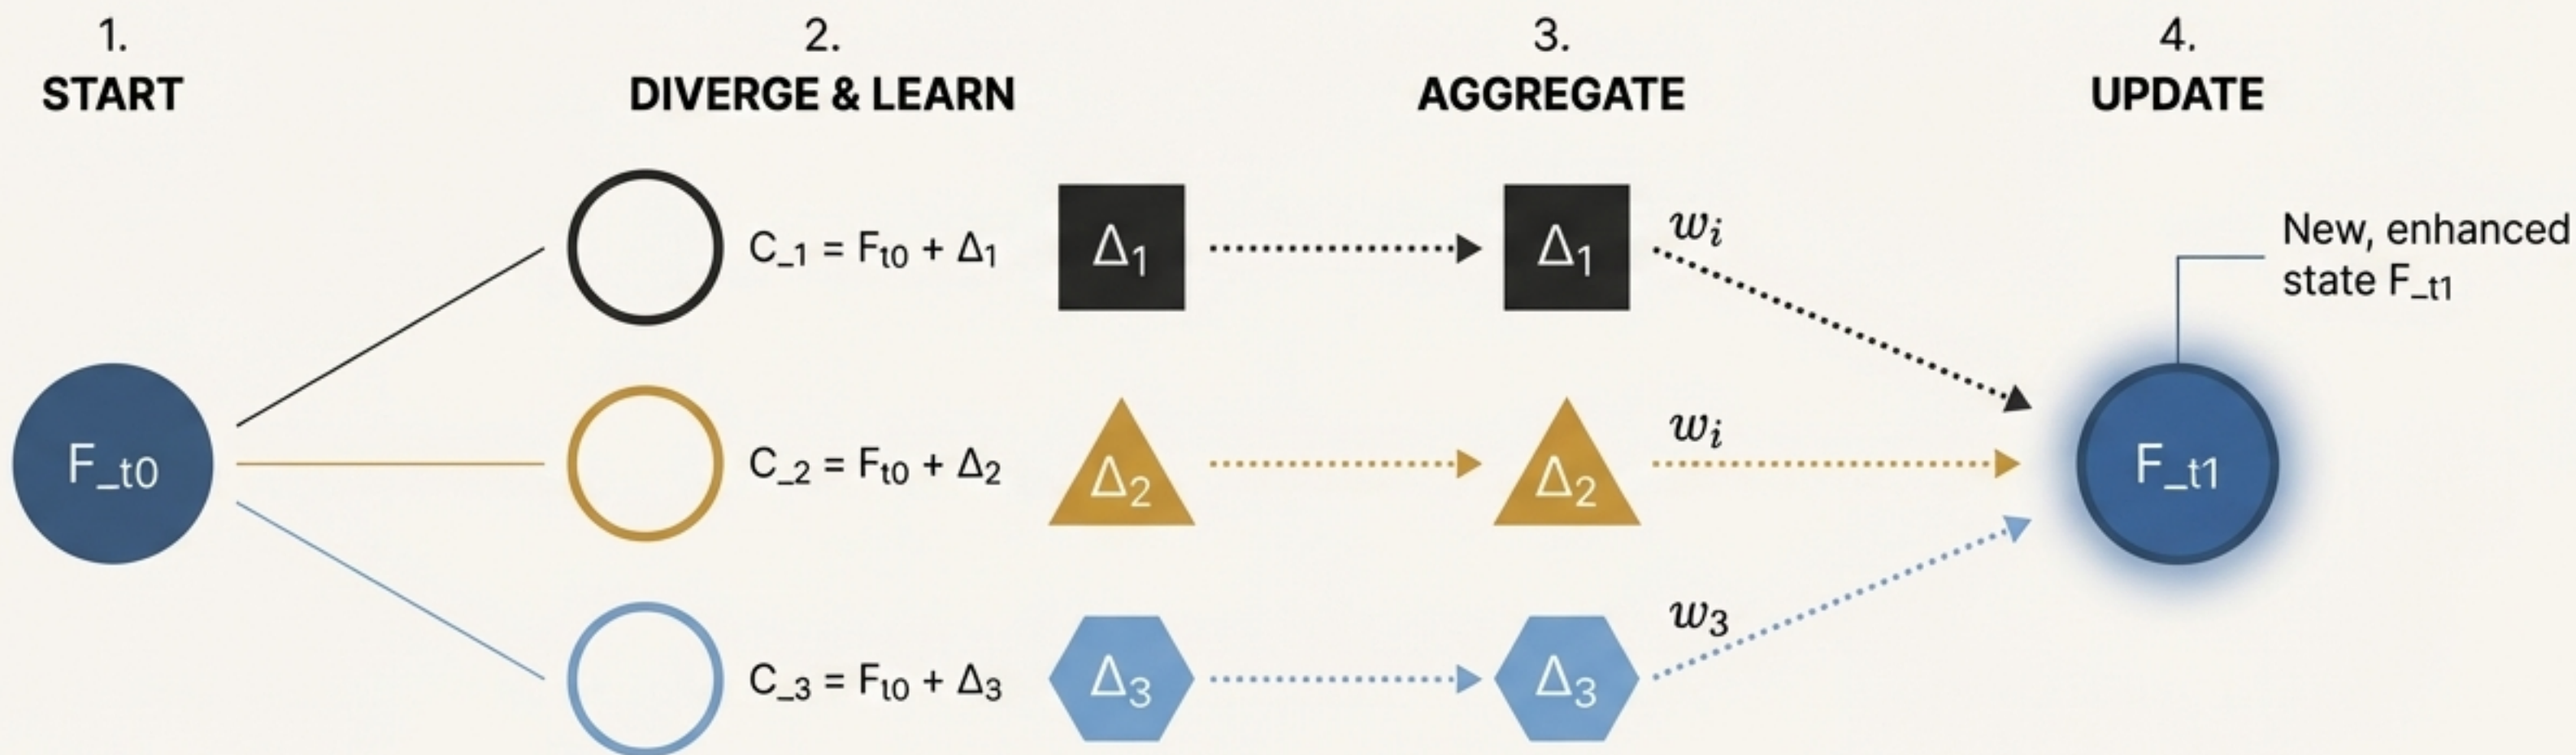 1.
START
2.
DIVERGE & LEARN
3.
AGGREGATE
4.
UPDATE
F_t0
C_1 = Ft0 + Δ1
Δ1
Δ1
wi
C_2 = Ft0 + Δ2
Δ2
Δ2
wi
C_3 = Ft0 + Δ3
Δ3
Δ3
w3
New, enhanced
state F_t1
F_t1